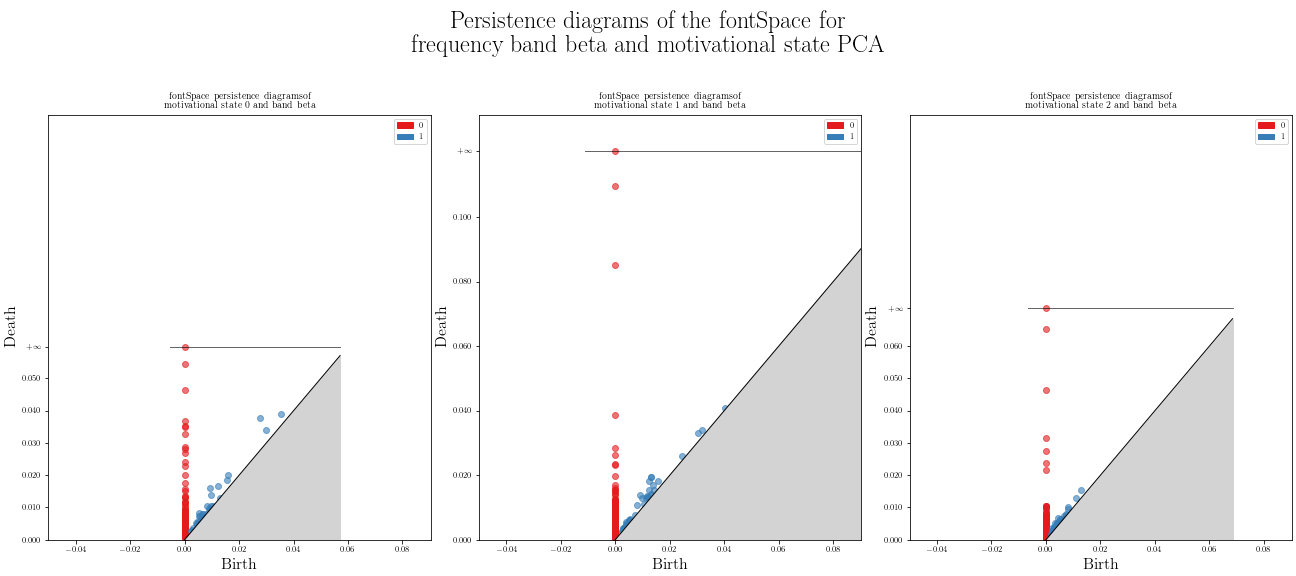 Persistence diagrams of the fontSpace for
frequency band beta and motivational state PCA
fontSpace persistence diagramsof
motivational state 0 and band beta
0
1
+∞
0.050
0.040
0.030
0.020
0.010
0.000
Death
−0.04 −0.02 0.00 0.02 0.04 0.06 0.08
Birth
fontSpace persistence diagramsof
motivational state 1 and band beta
0
1
+∞
0.100
0.080
0.060
0.040
0.020
0.000
Death
−0.04 −0.02 0.00 0.02 0.04 0.06 0.08
Birth
fontSpace persistence diagramsof
motivational state 2 and band beta
0
1
+∞
0.060
0.050
0.040
0.030
0.020
0.010
0.000
Death
−0.04 −0.02 0.00 0.02 0.04 0.06 0.08
Birth